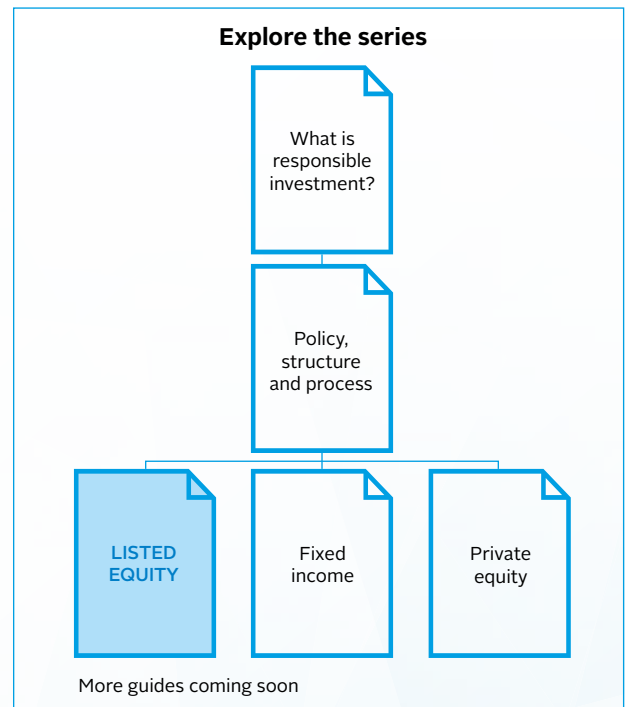 Explore the series
What is
responsible
investment?
Policy,
structure
and process
LISTED
EQUITY
Fixed
income
Private
equity
More guides coming soon